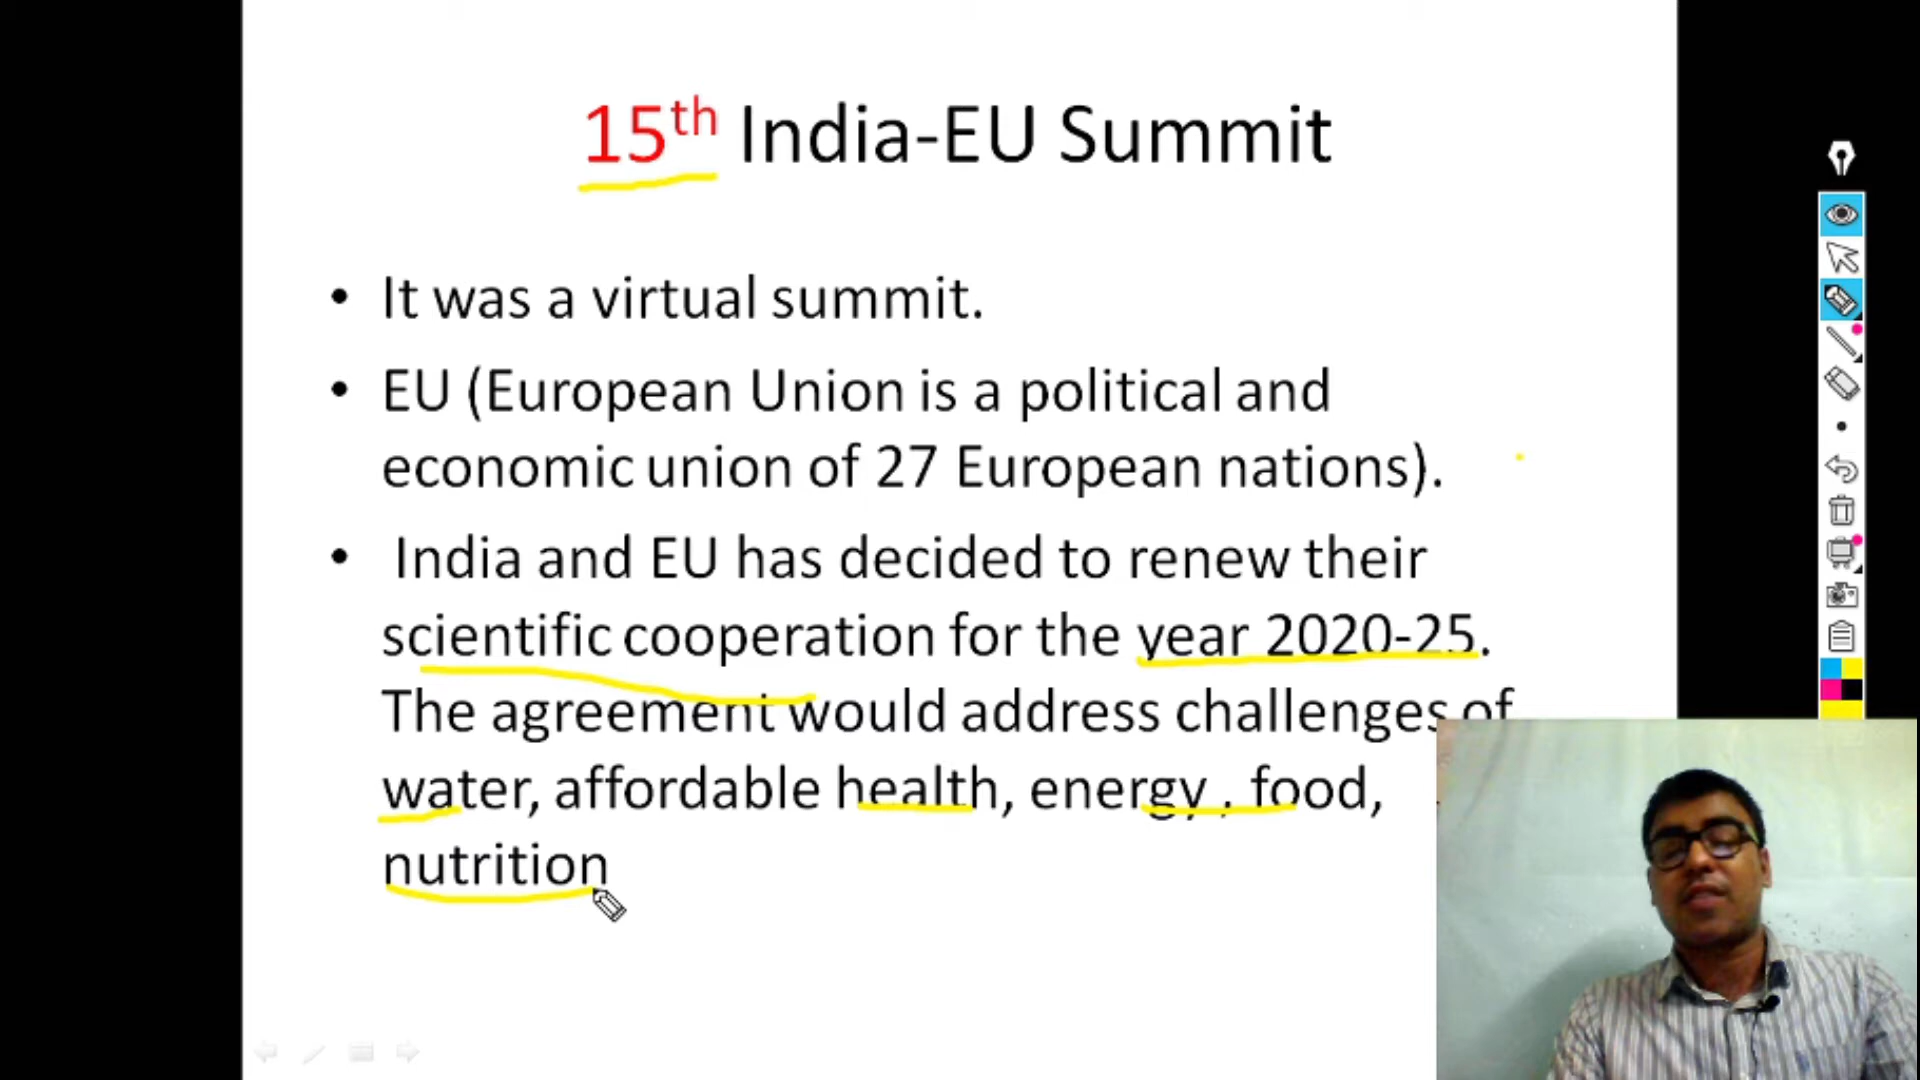 15th India-EU Summit
• It was a virtual summit.
• EU (European Union is a political and
economic union of 27 European nations).
• India and EU has decided to renew their
scientific cooperation for the year 2020-25.
The agreement would address challenges of
water, affordable health, energy , food,
nutrition